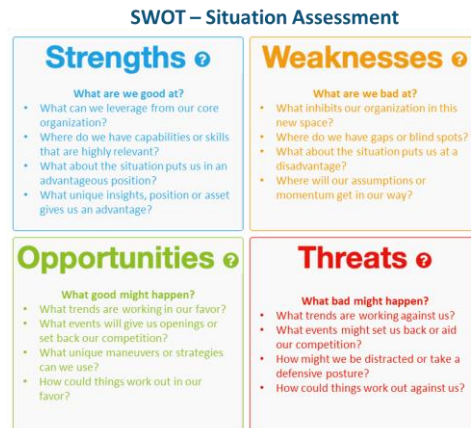 SWOT – Situation Assessment
Strengths ?
What are we good at?
• What can we leverage from our core
organization?
• Where do we have capabilities or skills
that are highly relevant?
• What about the situation puts us in an
advantageous position?
• What unique insights, position or asset
gives us an advantage?
Weaknesses ?
What are we bad at?
• What inhibits our organization in this
new space?
• Where do we have gaps or blind spots?
• What about the situation puts us at a
disadvantage?
• Where will our assumptions or
momentum get in our way?
Opportunities ?
What good might happen?
• What trends are working in our favor?
• What events will give us openings or
set back our competition?
• What unique maneuvers or strategies
can we use?
• How could things work out in our
favor?
Threats ?
What bad might happen?
• What trends are working against us?
• What events might set us back or aid
our competition?
• How might we be distracted or take a
defensive posture?
• How could things work out against us?